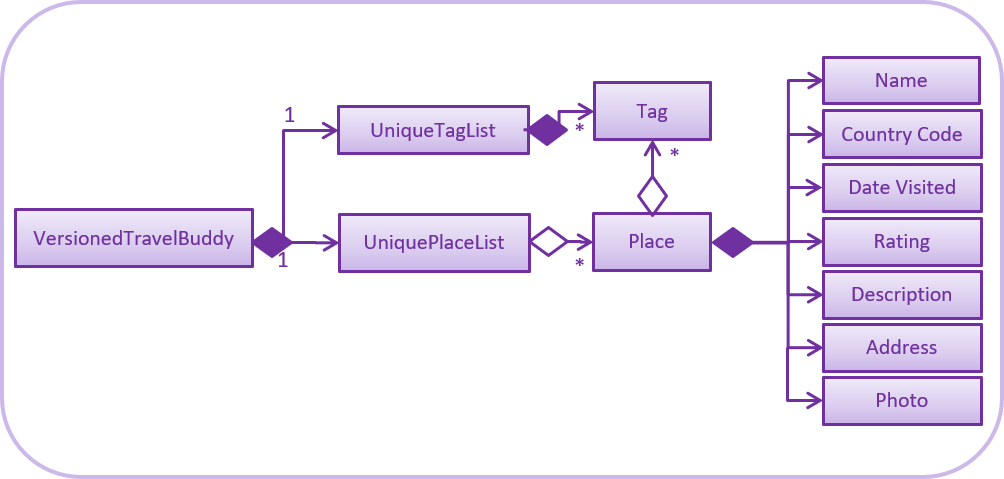 Name
Tag
1
UniqueTagList
*
Country Code
*
Date Visited
VersionedTravelBuddy
1
UniquePlaceList
*
Place
Rating
Description
Address
Photo